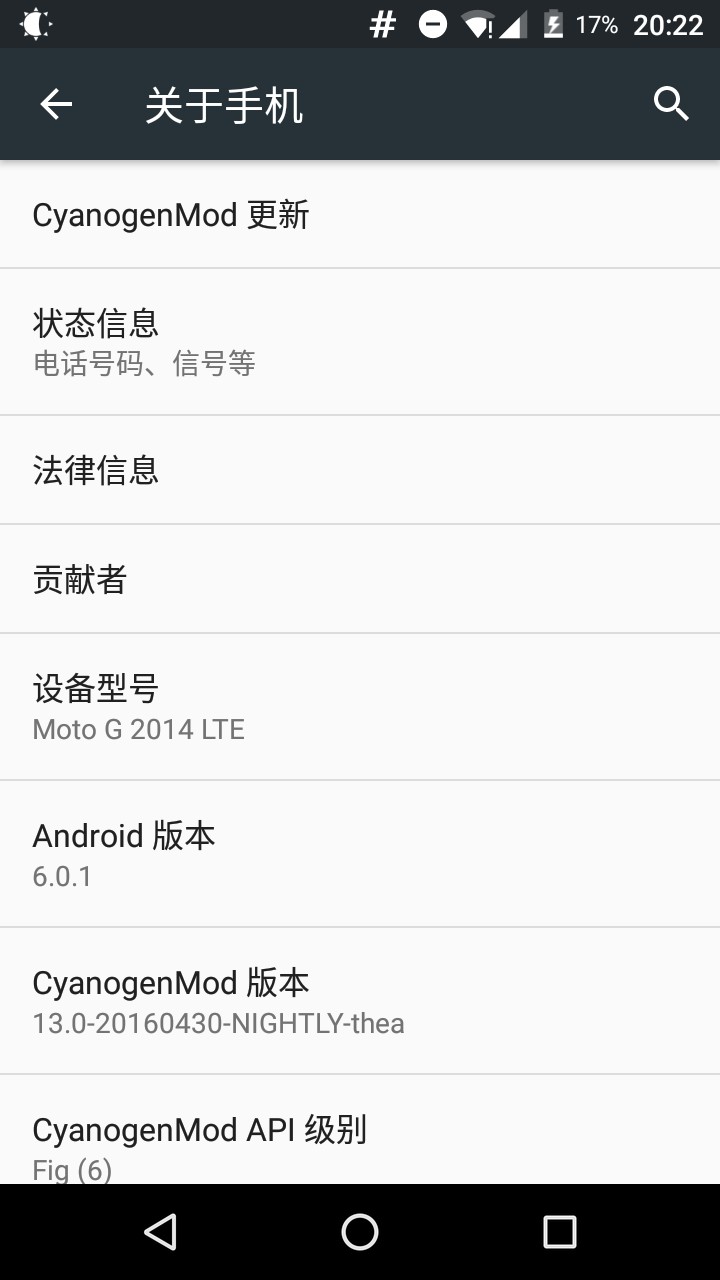 # 17% 20:22
关于手机
CyanogenMod 更新
状态信息
电话号码、信号等
法律信息
贡献者
设备型号
Moto G 2014 LTE
Android 版本
6.0.1
CyanogenMod 版本
13.0-20160430-NIGHTLY-thea
CyanogenMod API 级别
Fig (6)